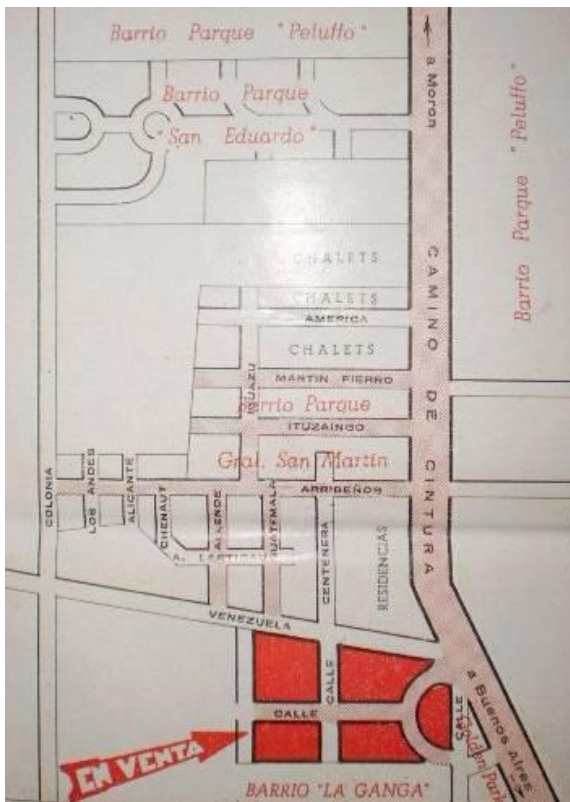 Barrio Parque "Peluffo"
a Moron
Barrio Parque
"San Eduardo"
Barrio Parque "Peluffo"
CHALETS
CHALETS
AMERICA
CHALETS
CAMINO DE CINTURA
IGUAZU
MARTIN FIERRO
Barrio Parque
ITUZAINGO
Gral. San Martin
COLONIA
LOS ANDES
ALICANTE
CHENAUT
ALLENDE
GUATEMALA
ARRIBEÑOS
CENTENERA
RESIDENCIAS
VENEZUELA
CALLE
CALLE
CALLE
a Buenos Aires
EN VENTA
BARRIO "LA GANGA"